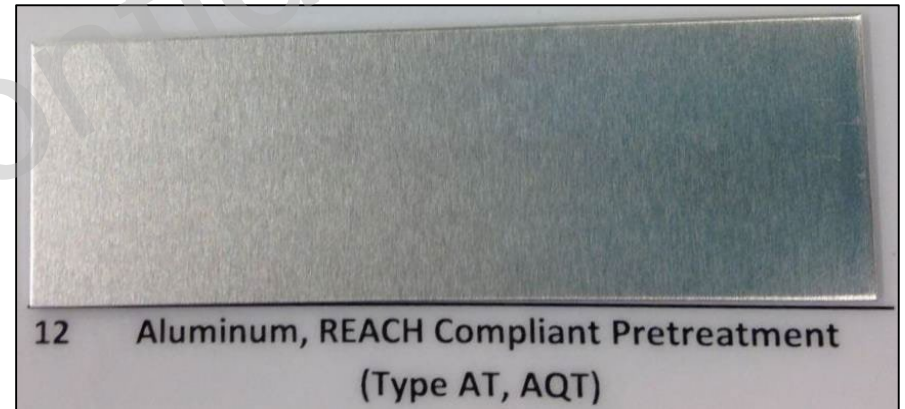 12 Aluminum, REACH Compliant Pretreatment
(Type AT, AQT)